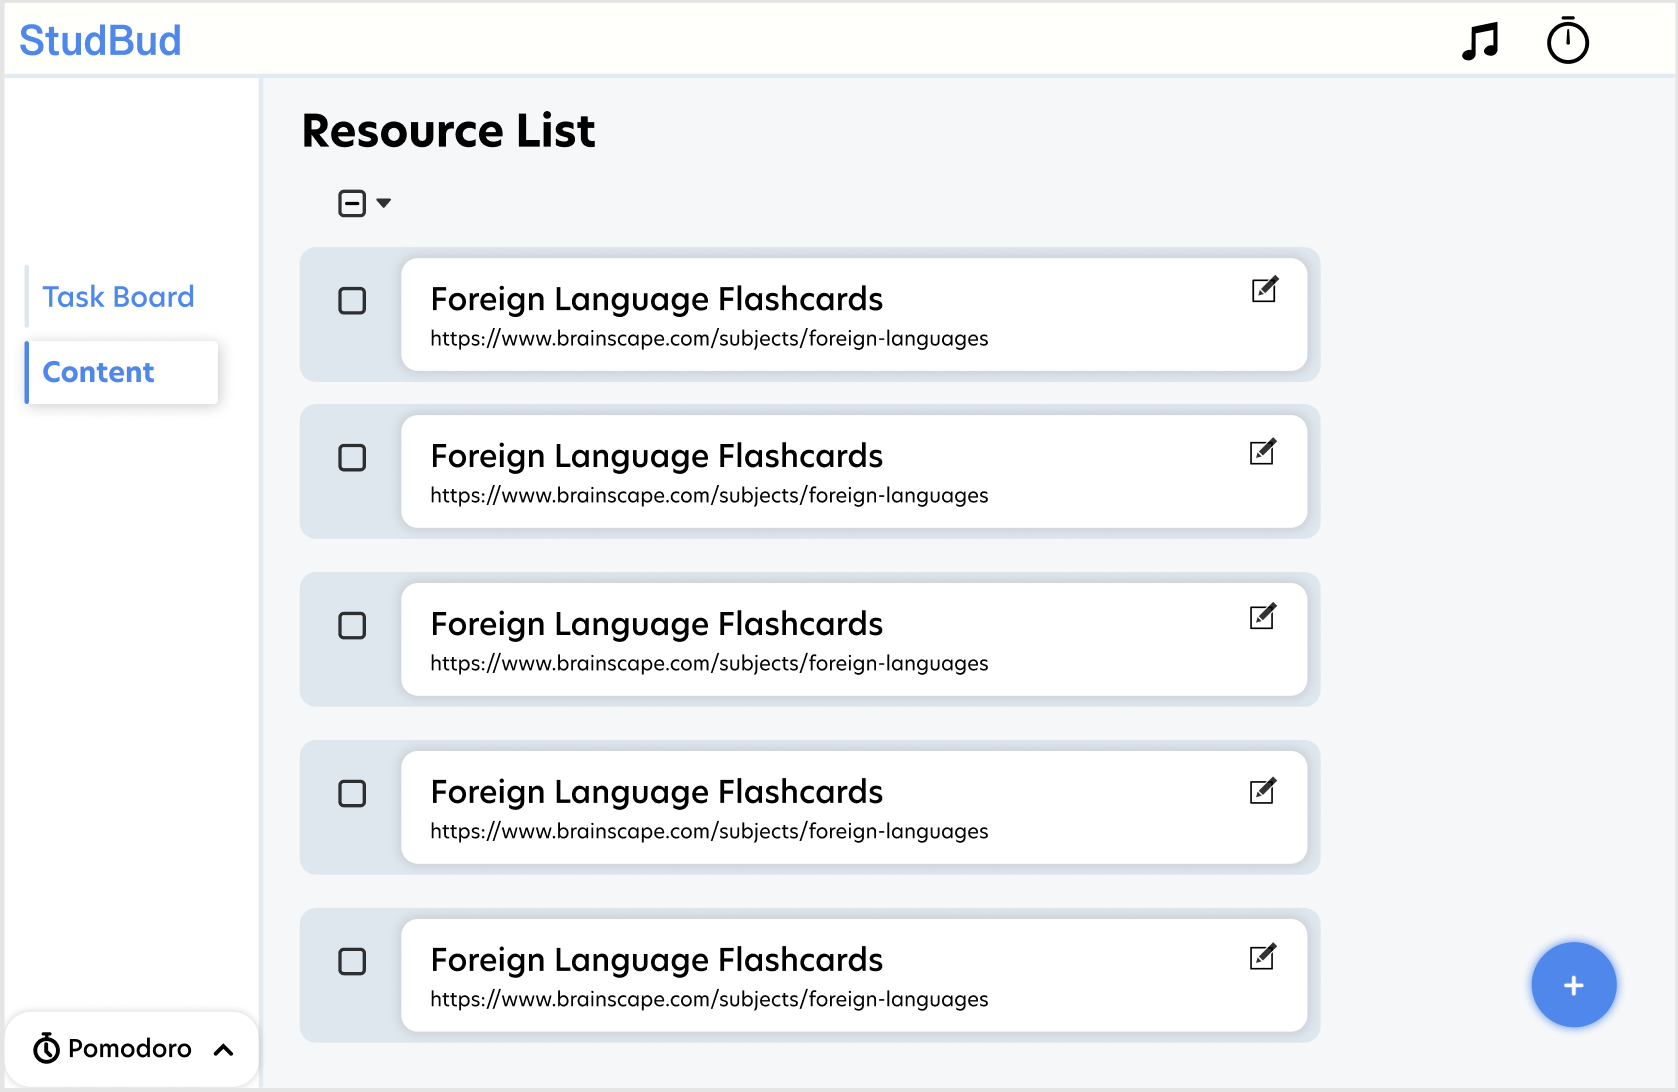 StudBud
Resource List
Task Board
Content
Foreign Language Flashcards
https://www.brainscape.com/subjects/foreign-languages
Foreign Language Flashcards
https://www.brainscape.com/subjects/foreign-languages
Foreign Language Flashcards
https://www.brainscape.com/subjects/foreign-languages
Foreign Language Flashcards
https://www.brainscape.com/subjects/foreign-languages
Foreign Language Flashcards
https://www.brainscape.com/subjects/foreign-languages
+
Pomodoro